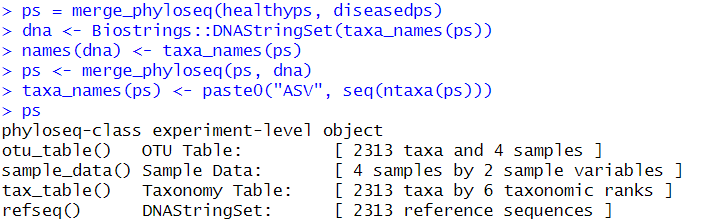 > ps = merge_phyloseq(healthyps, diseasedps)
> dna <- Biostrings::DNAStringSet(taxa_names(ps))
> names(dna) <- taxa_names(ps)
> ps <- merge_phyloseq(ps, dna)
> taxa_names(ps) <- paste0("ASV", seq(ntaxa(ps)))
> ps
phyloseq-class experiment-level object
otu_table()   OTU Table:         [ 2313 taxa and 4 samples ]
sample_data() Sample Data:       [ 4 samples by 2 sample variables ]
tax_table()   Taxonomy Table:    [ 2313 taxa by 6 taxonomic ranks ]
refseq()      DNAStringSet:      [ 2313 reference sequences ]